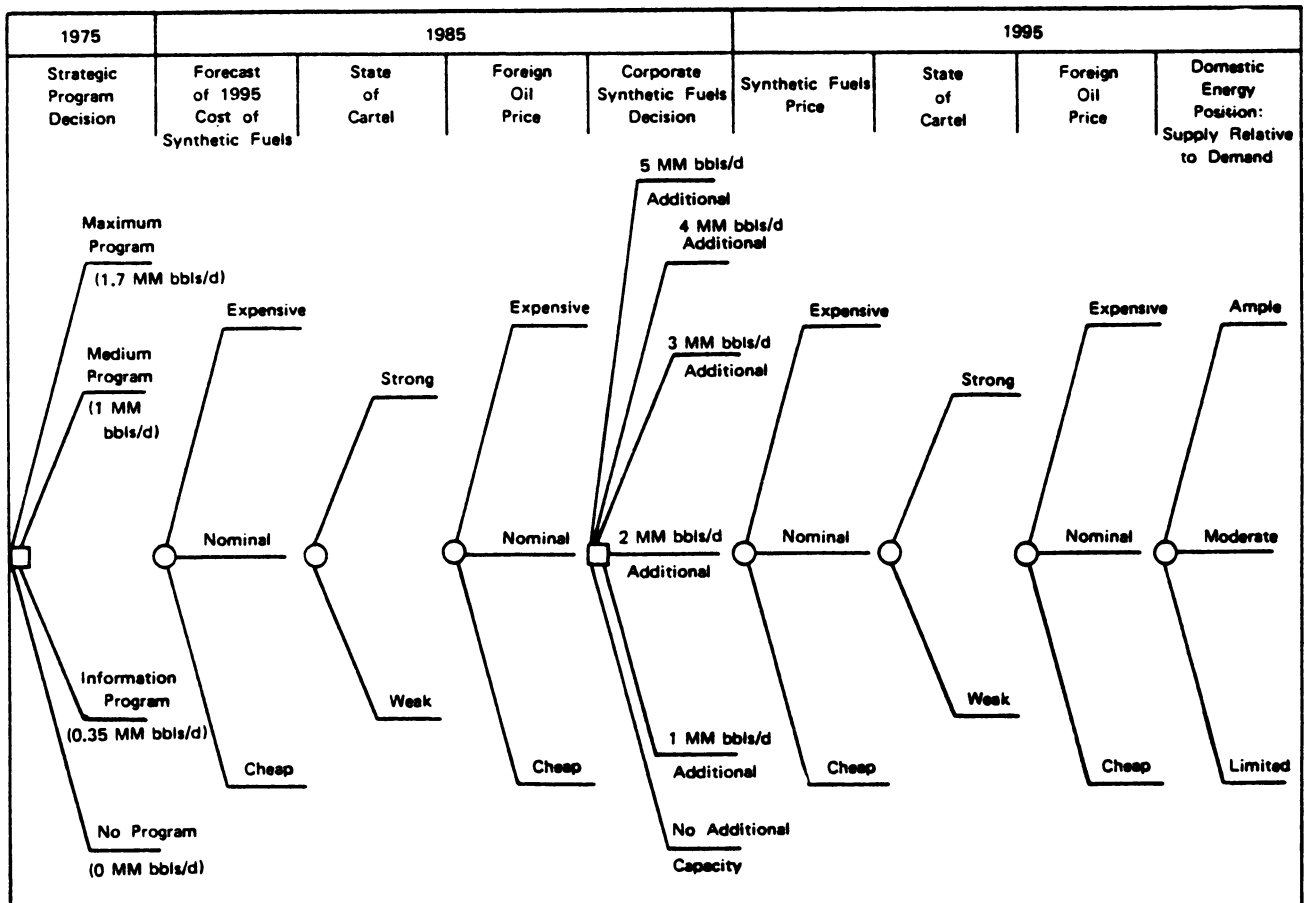 1975
1985
1995
Strategic
Program
Decision
Forecast
of 1995
Cost of
Synthetic Fuels
State
of
Cartel
Foreign
Oil
Price
Corporate
Synthetic Fuels
Decision
Synthetic Fuels
Price
State
of
Cartel
Foreign
Oil
Price
Domestic
Energy
Position:
Supply Relative
to Demand
Maximum
Program
(1.7 MM bbls/d)
Medium
Program
(1 MM
bbls/d)
Information
Program
(0.35 MM bbls/d)
No Program
(0 MM bbls/d)
Expensive
Nominal
Cheap
Strong
Weak
Expensive
Nominal
Cheap
5 MM bbls/d
Additional
4 MM bbls/d
Additional
3 MM bbls/d
Additional
2 MM bbls/d
Additional
1 MM bbls/d
Additional
No Additional
Capacity
Expensive
Nominal
Cheap
Strong
Weak
Expensive
Nominal
Cheap
Ample
Moderate
Limited